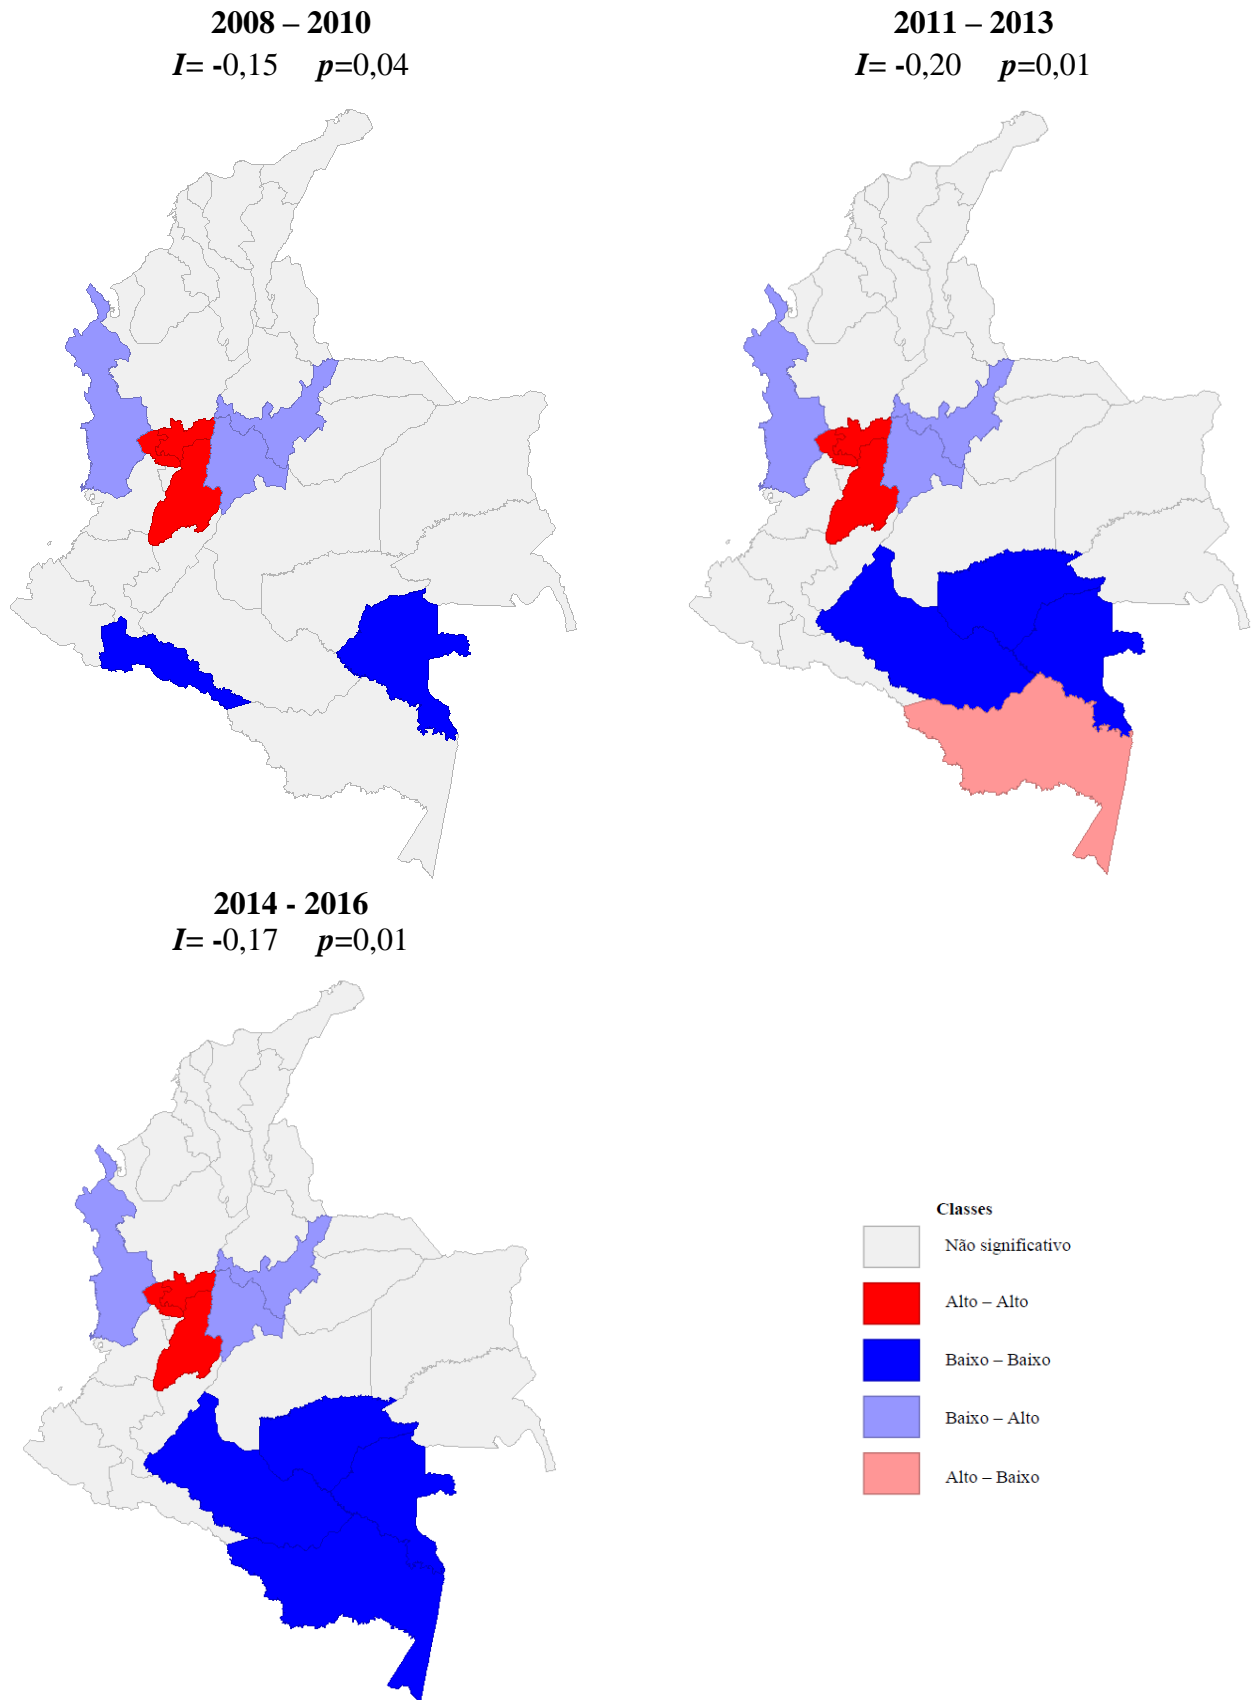 2008 – 2010
I= -0,15 p=0,04
2011 – 2013
I= -0,20 p=0,01
2014 - 2016
I= -0,17 p=0,01
Classes
Não significativo
Alto – Alto
Baixo – Baixo
Baixo – Alto
Alto – Baixo